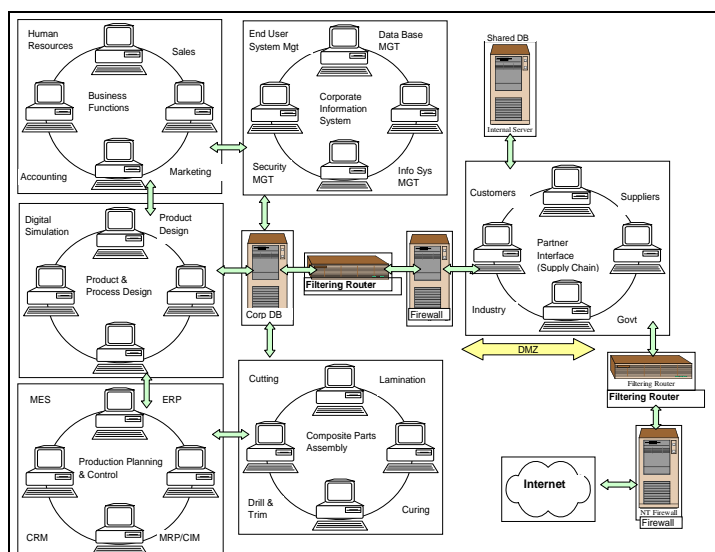 Human
Resources
Sales
Business
Functions
Accounting
Marketing
End User
System Mgt
Data Base
MGT
Corporate
Information
System
Security
MGT
Info Sys
MGT
Shared DB
Internal Server
Digital
Simulation
Product
Design
Product &
Process Design
Corp DB
Filtering Router
Firewall
Customers
Suppliers
Partner
Interface
(Supply Chain)
Industry
Govt
DMZ
Filtering Router
Filtering Router
MES
ERP
Production Planning
& Control
CRM
MRP/CIM
Cutting
Lamination
Composite Parts
Assembly
Drill &
Trim
Curing
Internet
NT Firewall
Firewall